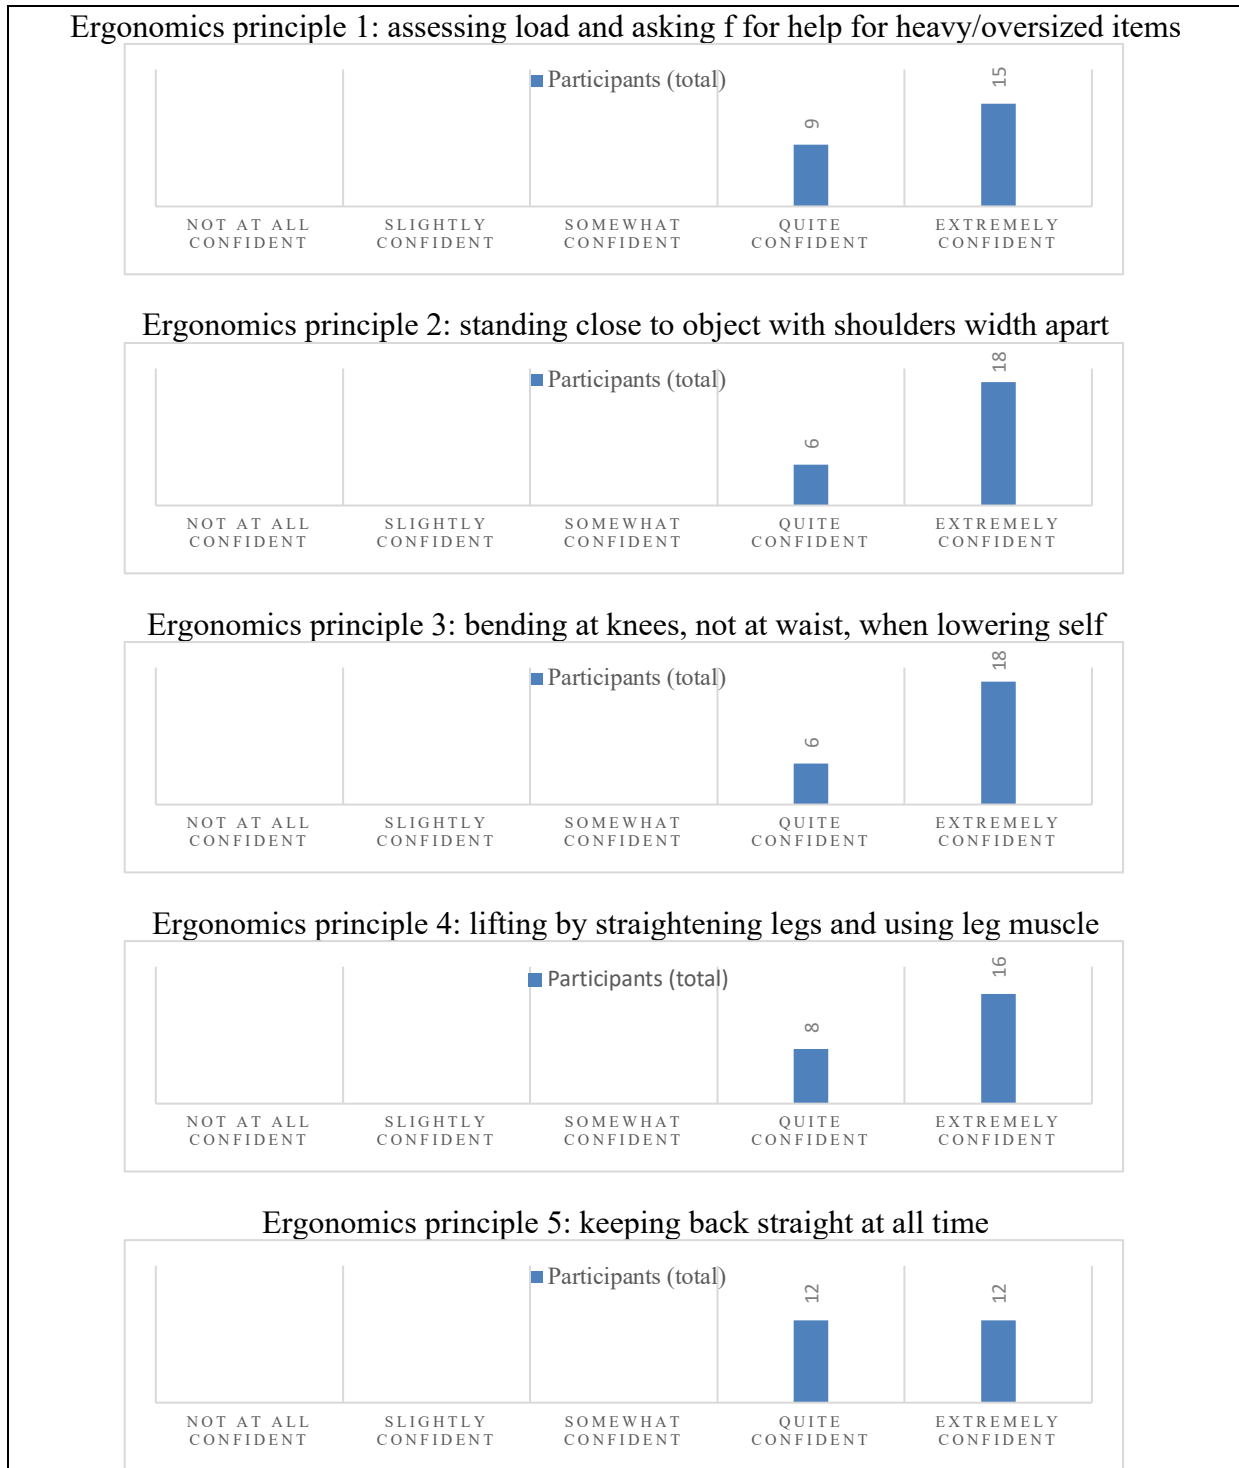 Ergonomics principle 1: assessing load and asking f for help for heavy/oversized items
Participants (total)
9
15
NOT AT ALL CONFIDENT
SLIGHTLY CONFIDENT
SOMEWHAT CONFIDENT
QUITE CONFIDENT
EXTREMELY CONFIDENT
Ergonomics principle 2: standing close to object with shoulders width apart
Participants (total)
6
18
NOT AT ALL CONFIDENT
SLIGHTLY CONFIDENT
SOMEWHAT CONFIDENT
QUITE CONFIDENT
EXTREMELY CONFIDENT
Ergonomics principle 3: bending at knees, not at waist, when lowering self
Participants (total)
6
18
NOT AT ALL CONFIDENT
SLIGHTLY CONFIDENT
SOMEWHAT CONFIDENT
QUITE CONFIDENT
EXTREMELY CONFIDENT
Ergonomics principle 4: lifting by straightening legs and using leg muscle
Participants (total)
8
16
NOT AT ALL CONFIDENT
SLIGHTLY CONFIDENT
SOMEWHAT CONFIDENT
QUITE CONFIDENT
EXTREMELY CONFIDENT
Ergonomics principle 5: keeping back straight at all time
Participants (total)
12
12
NOT AT ALL CONFIDENT
SLIGHTLY CONFIDENT
SOMEWHAT CONFIDENT
QUITE CONFIDENT
EXTREMELY CONFIDENT